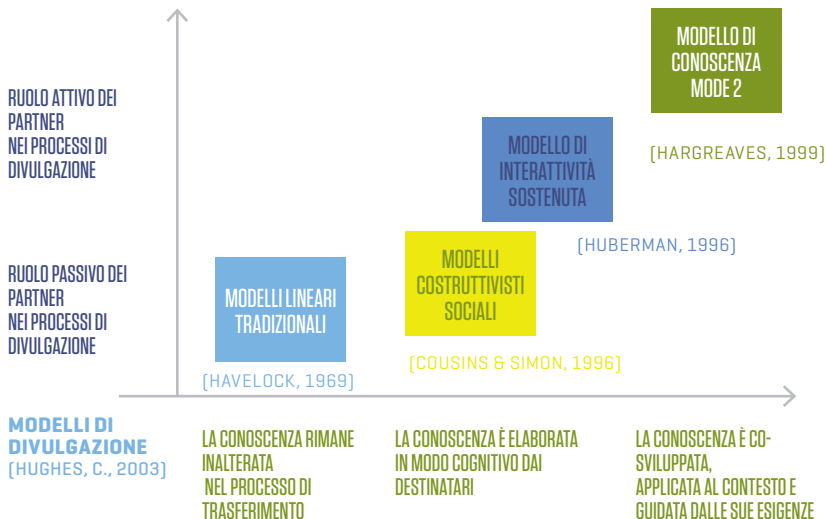 MODELLO DI
CONOSCENZA
MODE 2
(HARGREAVES, 1999)
RUOLO ATTIVO DEI
PARTNER
NEI PROCESSI DI
DIVULGAZIONE
MODELLO DI
INTERATTIVITÀ
SOSTENUTA
(HUBERMAN, 1996)
RUOLO PASSIVO DEI
PARTNER
NEI PROCESSI DI
DIVULGAZIONE
MODELLI LINEARI
TRADIZIONALI
(HAVELOCK, 1969)
MODELLI
COSTRUTTIVISTI
SOCIALI
(COUSINS & SIMON, 1996)
MODELLI DI
DIVULGAZIONE
(HUGHES, C., 2003)
LA CONOSCENZA RIMANE
INALTERATA
NEL PROCESSO DI
TRASFERIMENTO
LA CONOSCENZA È ELABORATA
IN MODO COGNITIVO DAI
DESTINATARI
LA CONOSCENZA È CO-
SVILUPPATA,
APPLICATA AL CONTESTO E
GUIDATA DALLE SUE ESIGENZE